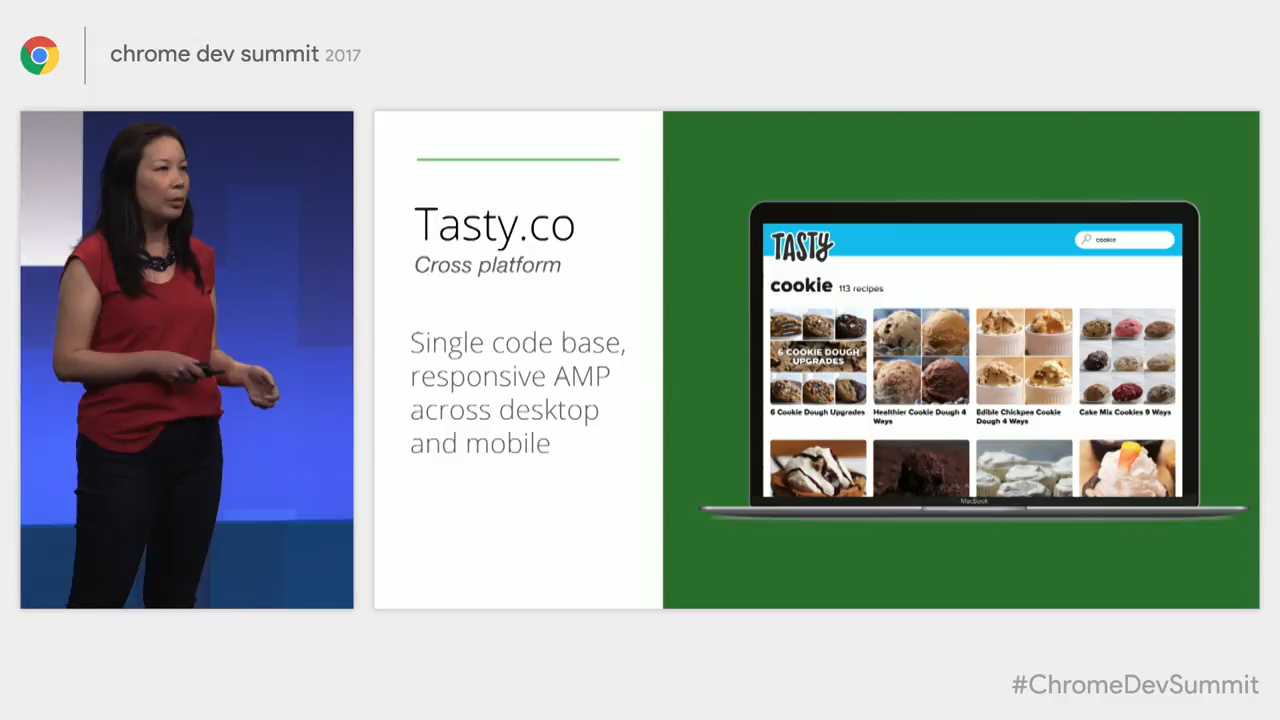 chrome dev summit 2017
Tasty.co
Cross platform
Single code base,
responsive AMP
across desktop
and mobile
TASTY
cookie
cookie 113 recipes
6 COOKIE DOUGH
UPGRADES
6 Cookie Dough Upgrades
Healthier Cookie Dough 4
Ways
Edible Chickpea Cookie
Dough 4 Ways
Cake Mix Cookies 9 Ways
MacBook
#ChromeDevSummit